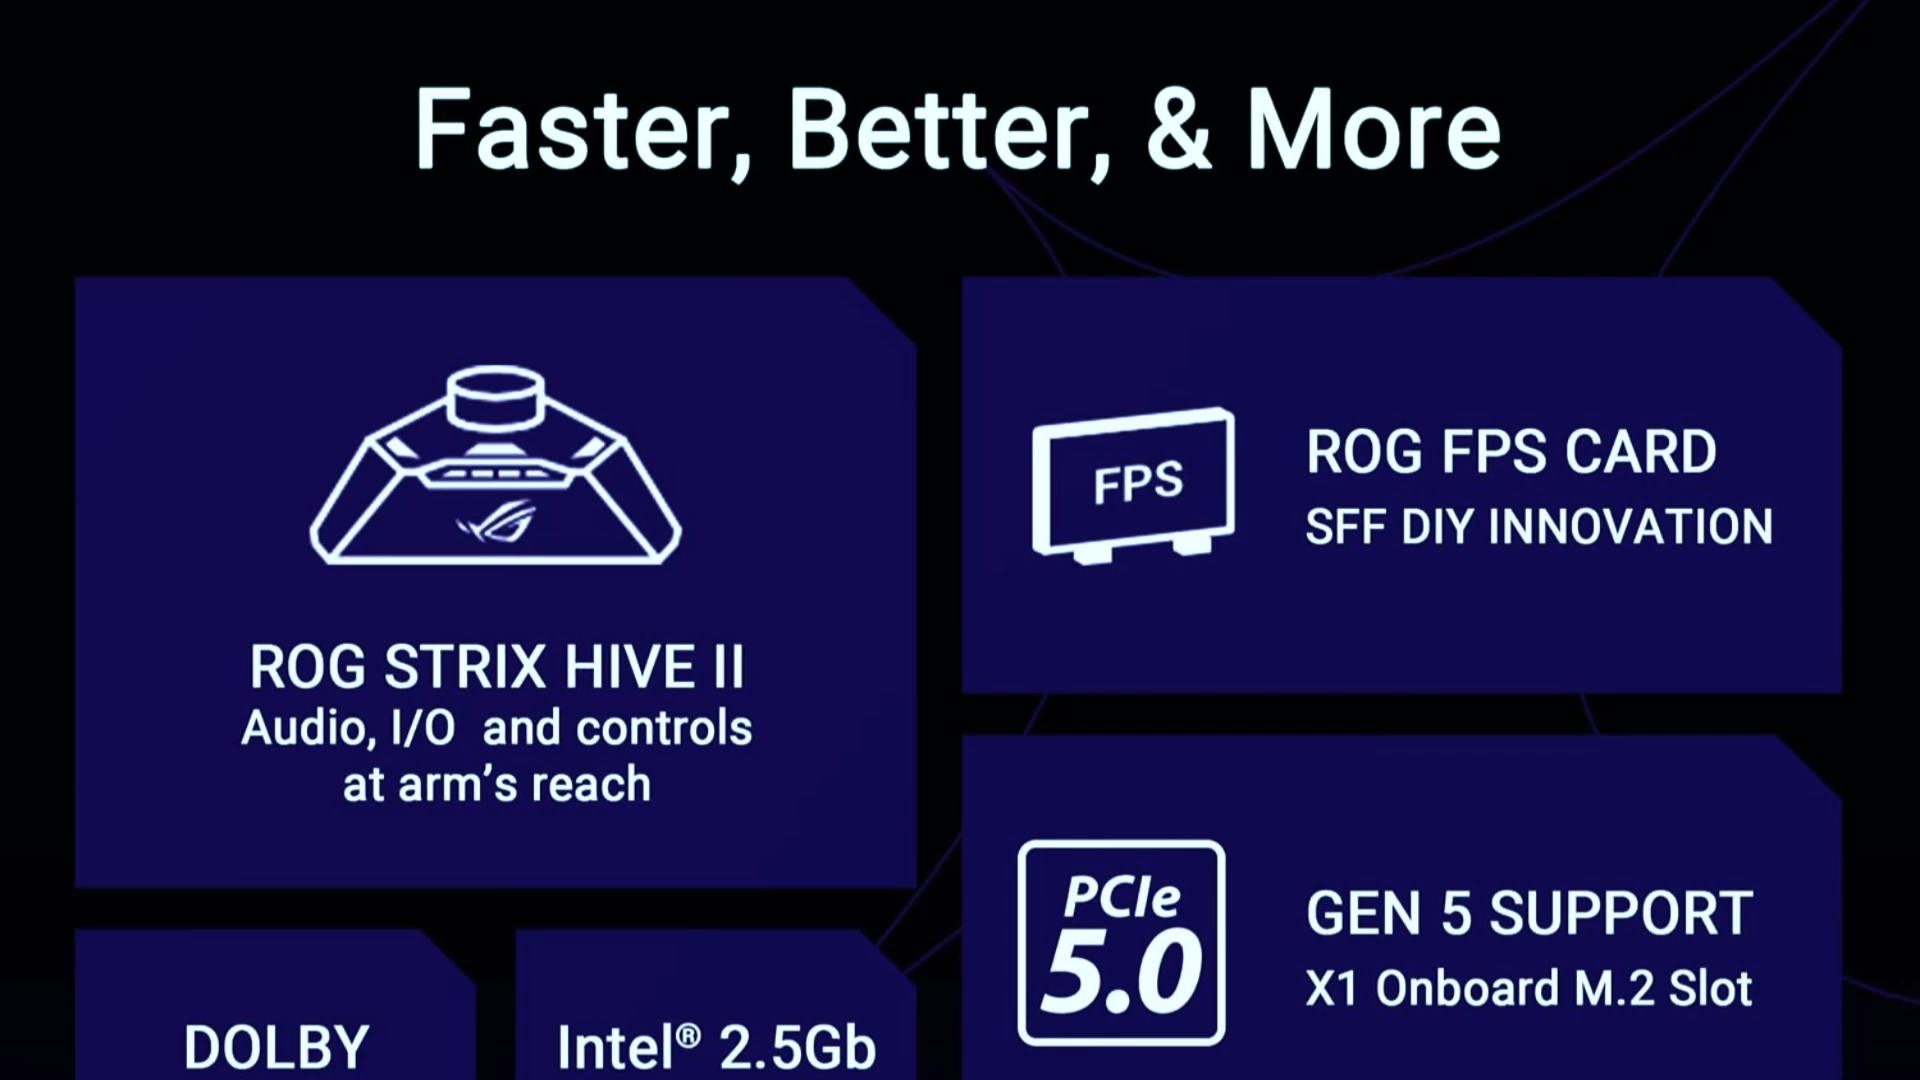 Faster, Better, & More
ROG STRIX HIVE II
Audio, I/O and controls
at arm’s reach
FPS
ROG FPS CARD
SFF DIY INNOVATION
PCIe
5.0
GEN 5 SUPPORT
X1 Onboard M.2 Slot
DOLBY
Intel® 2.5Gb